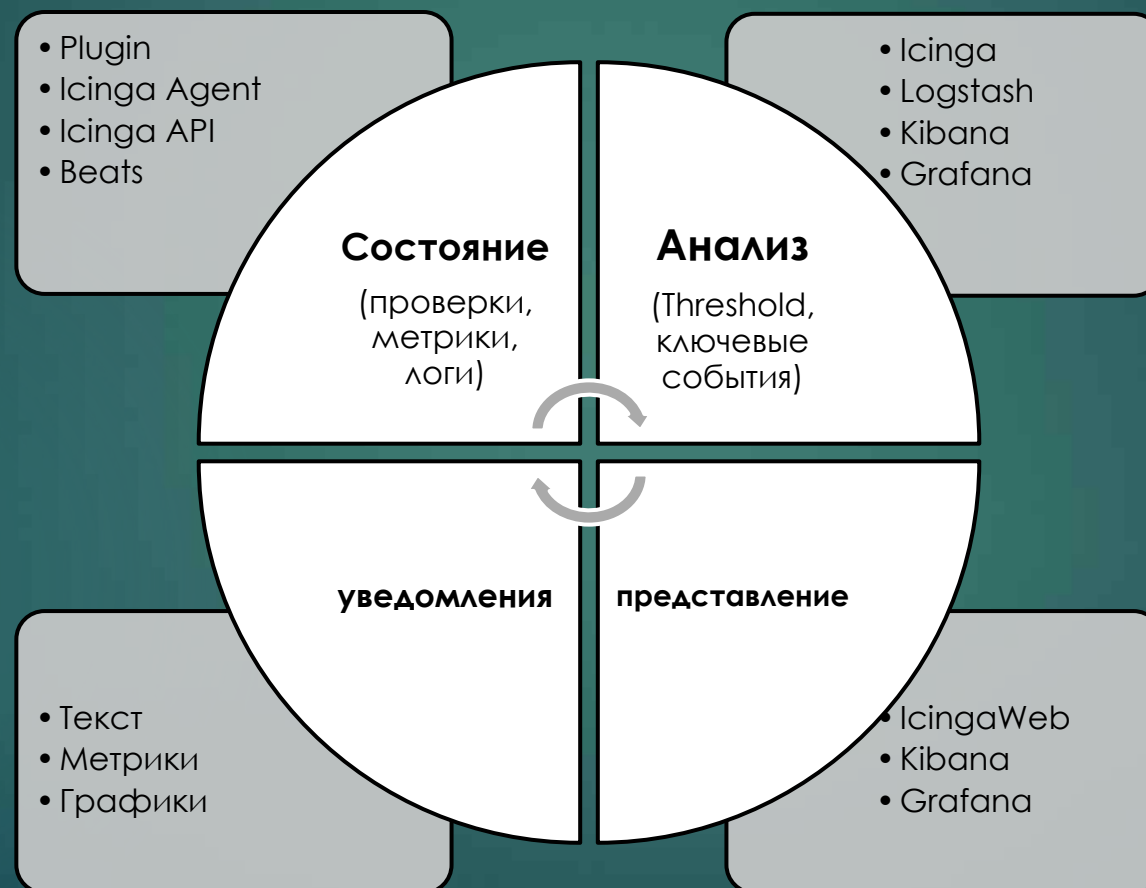 • Plugin
• Icinga Agent
• Icinga API
• Beats
• Icinga
• Logstash
• Kibana
• Grafana
Состояние
(проверки,
метрики,
логи)
Анализ
(Threshold,
ключевые
события)
уведомления
представление
• Текст
• Метрики
• Графики
• IcingaWeb
• Kibana
• Grafana